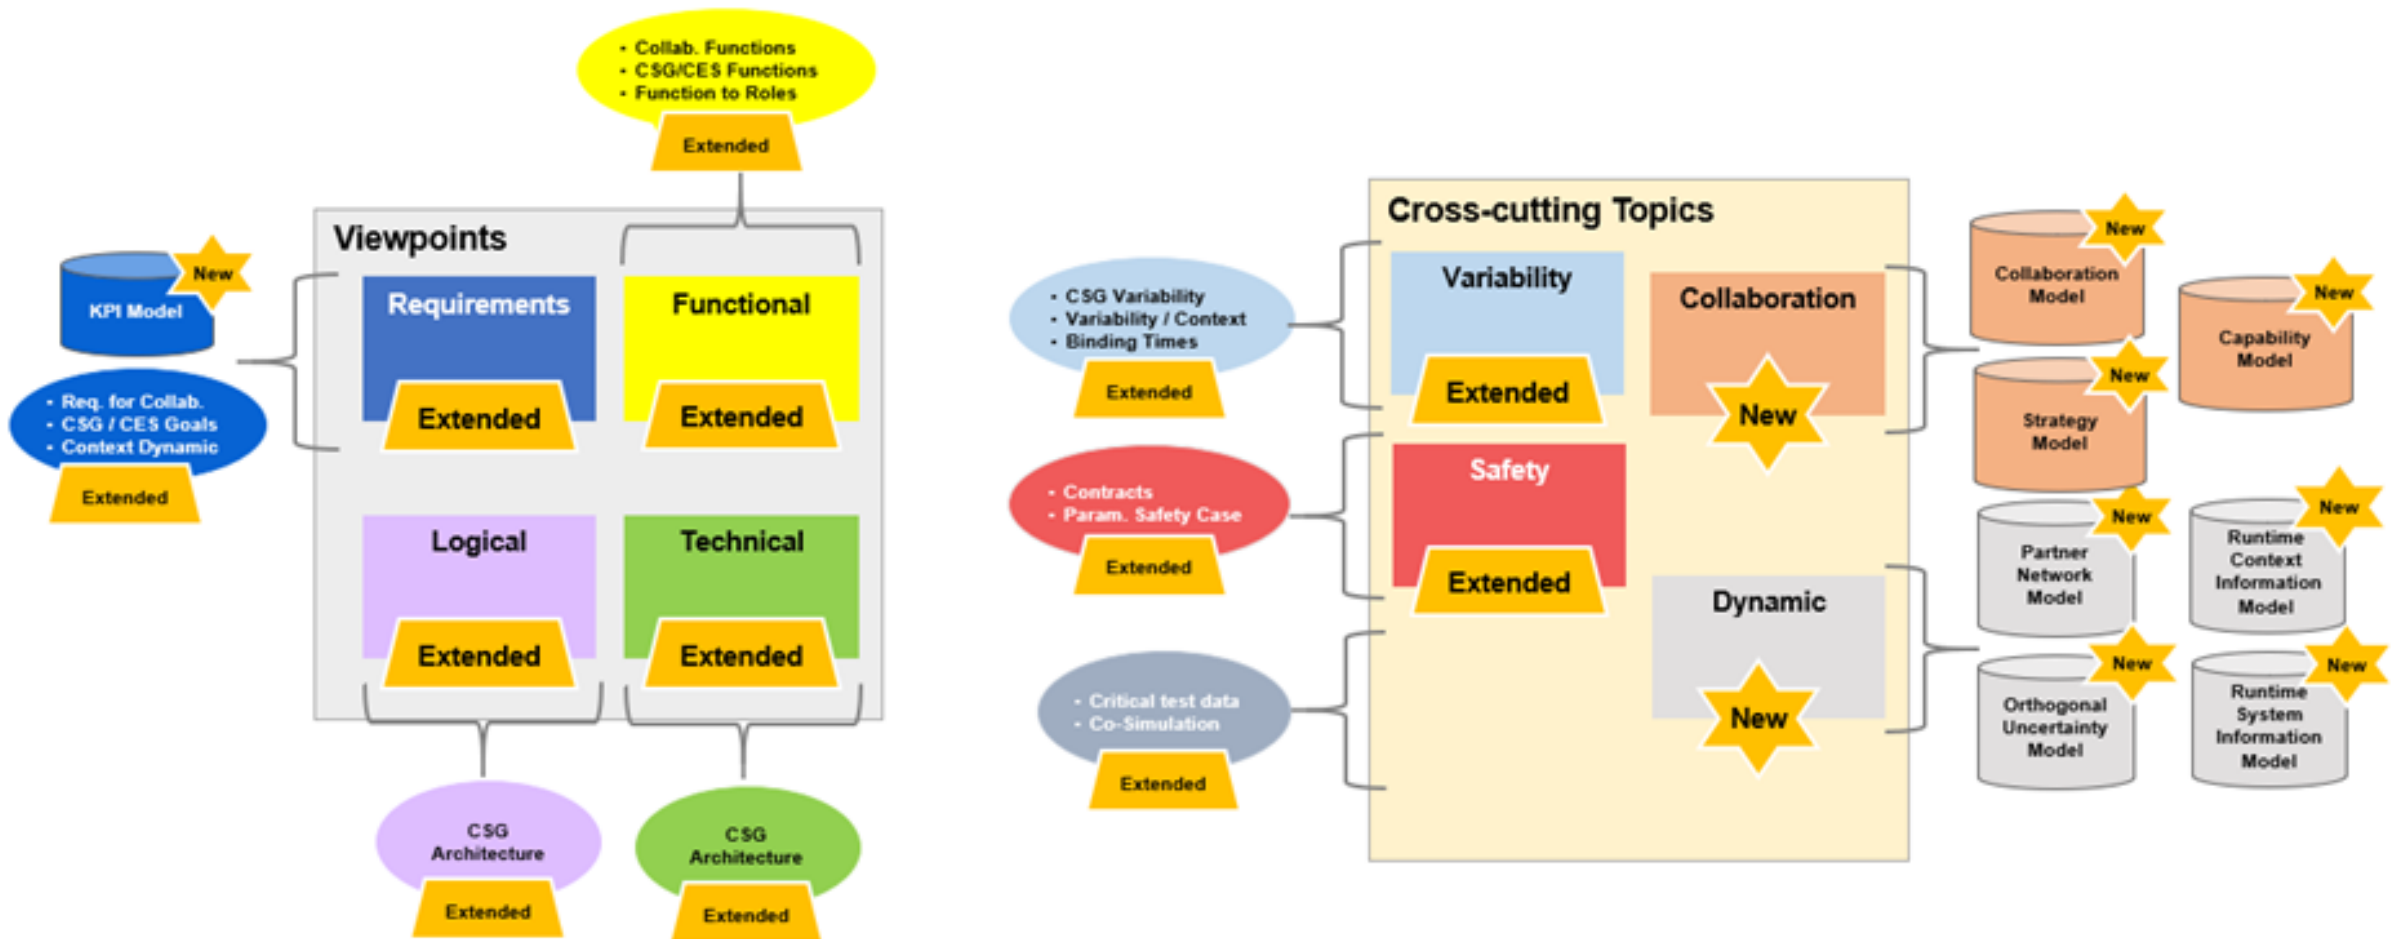 • Collab. Functions
• CSG/CES Functions
• Function to Roles
Extended
Viewpoints
KPI Model
New
• Req. for Collab.
• CSG / CES Goals
• Context Dynamic
Extended
Requirements
Extended
Functional
Extended
Logical
Extended
Technical
Extended
CSG
Architecture
Extended
CSG
Architecture
Extended
Cross-cutting Topics
• CSG Variability
• Variability / Context
• Binding Times
Extended
• Contracts
• Param. Safety Case
Extended
• Critical test data
• Co-Simulation
Extended
Variability
Extended
Collaboration
New
Safety
Extended
Dynamic
New
New
Collaboration
Model
New
Capability
Model
New
Strategy
Model
New
Partner
Network
Model
New
Runtime
Context
Information
Model
New
Orthogonal
Uncertainty
Model
New
Runtime
System
Information
Model